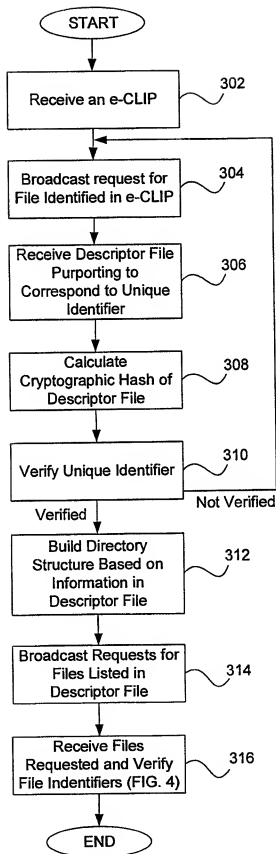 START
Receive an e-CLIP
302
Broadcast request for
File Identified in e-CLIP
304
Receive Descriptor File
Purporting to
Correspond to Unique
Identifier
306
Calculate
Cryptographic Hash of
Descriptor File
308
Verify Unique Identifier
310
Not Verified
Verified
Build Directory
Structure Based on
Information in
Descriptor File
312
Broadcast Requests for
Files Listed in
Descriptor File
314
Receive Files
Requested and Verify
File Indentifiers (FIG. 4)
316
END